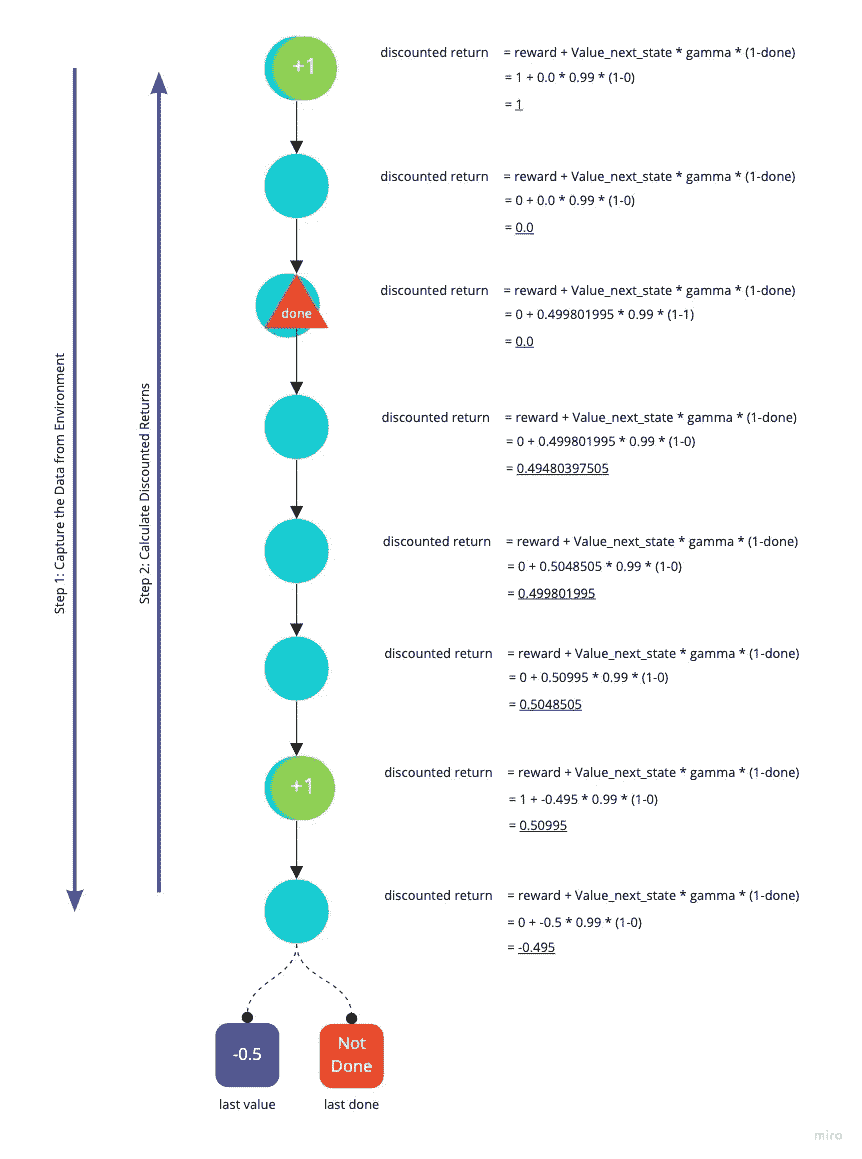 +1
discounted return = reward + Value_next_state * gamma * (1-done)
= 1 + 0.0 * 0.99 * (1-0)
= 1
discounted return = reward + Value_next_state * gamma * (1-done)
= 0 + 0.0 * 0.99 * (1-0)
= 0.0
done
discounted return = reward + Value_next_state * gamma * (1-done)
= 0 + 0.499801995 * 0.99 * (1-1)
= 0.0
Step 1: Capture the Data from Environment
Step 2: Calculate Discounted Returns
discounted return = reward + Value_next_state * gamma * (1-done)
= 0 + 0.499801995 * 0.99 * (1-0)
= 0.49480397505
discounted return = reward + Value_next_state * gamma * (1-done)
= 0 + 0.5048505 * 0.99 * (1-0)
= 0.499801995
discounted return = reward + Value_next_state * gamma * (1-done)
= 0 + 0.50995 * 0.99 * (1-0)
= 0.5048505
+1
discounted return = reward + Value_next_state * gamma * (1-done)
= 1 + -0.495 * 0.99 * (1-0)
= 0.50995
discounted return = reward + Value_next_state * gamma * (1-done)
= 0 + -0.5 * 0.99 * (1-0)
= -0.495
-0.5
Not
Done
last value
last done
miro